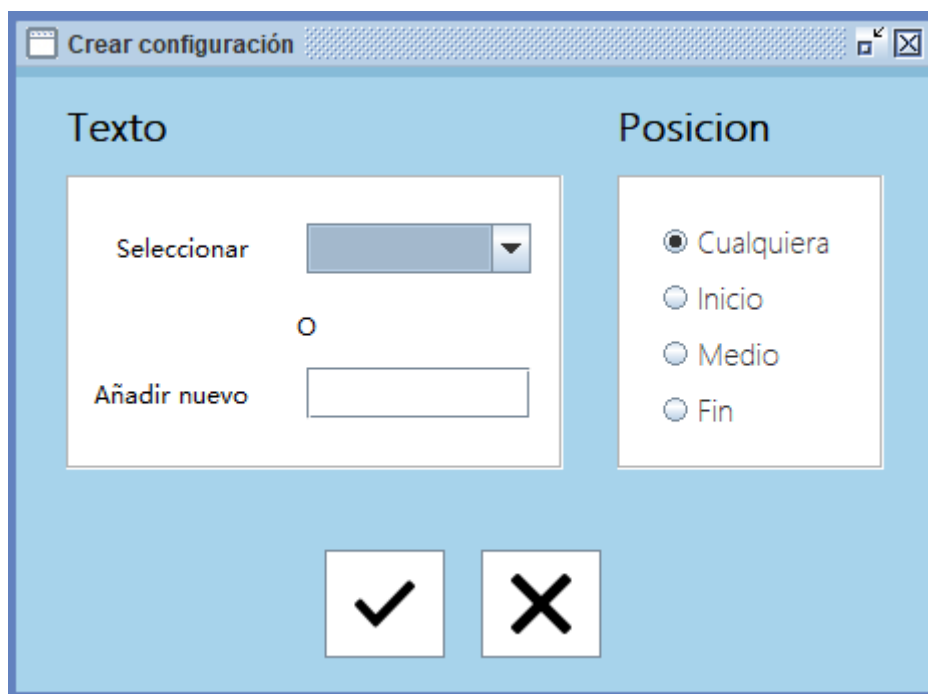 Crear configuración
Texto
Posicion
Seleccionar
O
Añadir nuevo
Cualquiera
Inicio
Medio
Fin